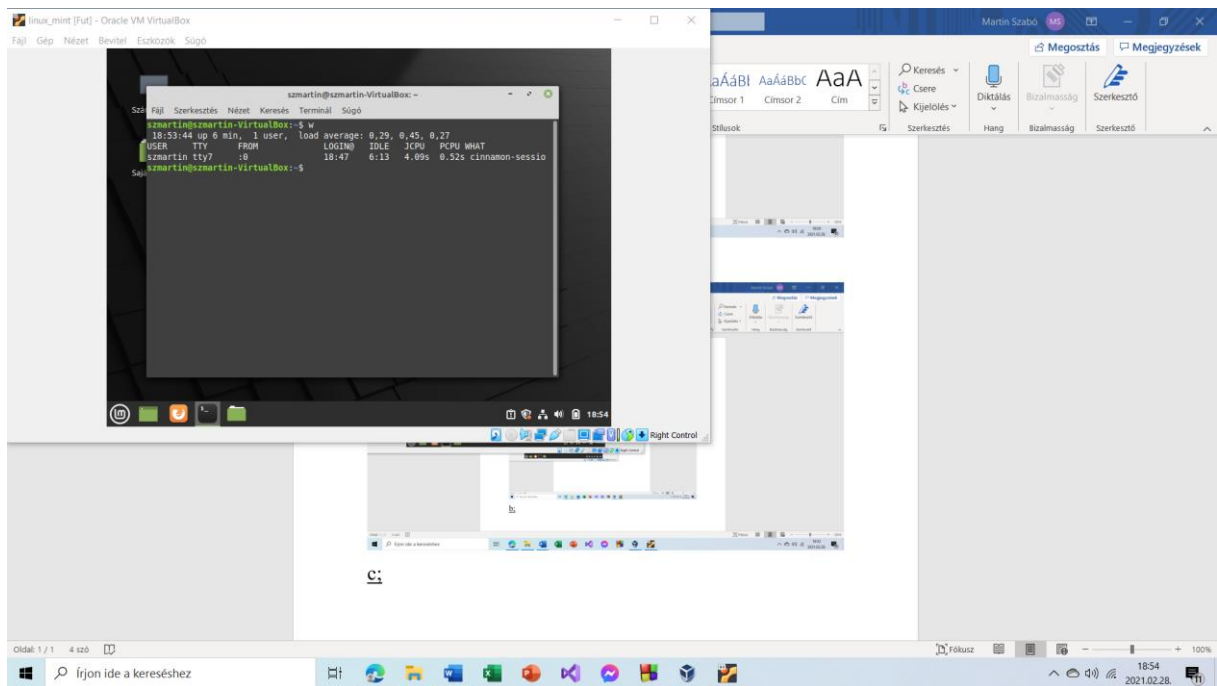 linux_mint [Fut] - Oracle VM VirtualBox
Fájl Gép Nézet Bevitel Eszközök Súgó
szmartin@szmartin-VirtualBox: ~
Fájl Szerkesztés Nézet Keresés Terminál Súgó
szmartin@szmartin-VirtualBox:~$ w
18:53:44 up 6 min, 1 user, load average: 0,29, 0,45, 0,27
USER TTY FROM LOGIN@ IDLE JCPU PCPU WHAT
szmartin tty7 :0 18:47 6:13 4.09s 0.52s cinnamon-sessio
szmartin@szmartin-VirtualBox:~$
18:54
Right Control
Martin Szabó MS
Megosztás Megjegyzések
aÁáBł AaÁáBbC AaA
Címsor 1 Címsor 2 Cím
Stílusok
Keresés
Csere
Kijelölés
Szerkesztés
Diktálás
Hang
Bizalmasság
Bizalmasság
Szerkesztő
Szerkesztő
b;
Írjon ide a kereséshez
c;
Oldal: 1 / 1 4 szó
Fókusz
100%
Írjon ide a kereséshez
18:54
2021.02.28.
11